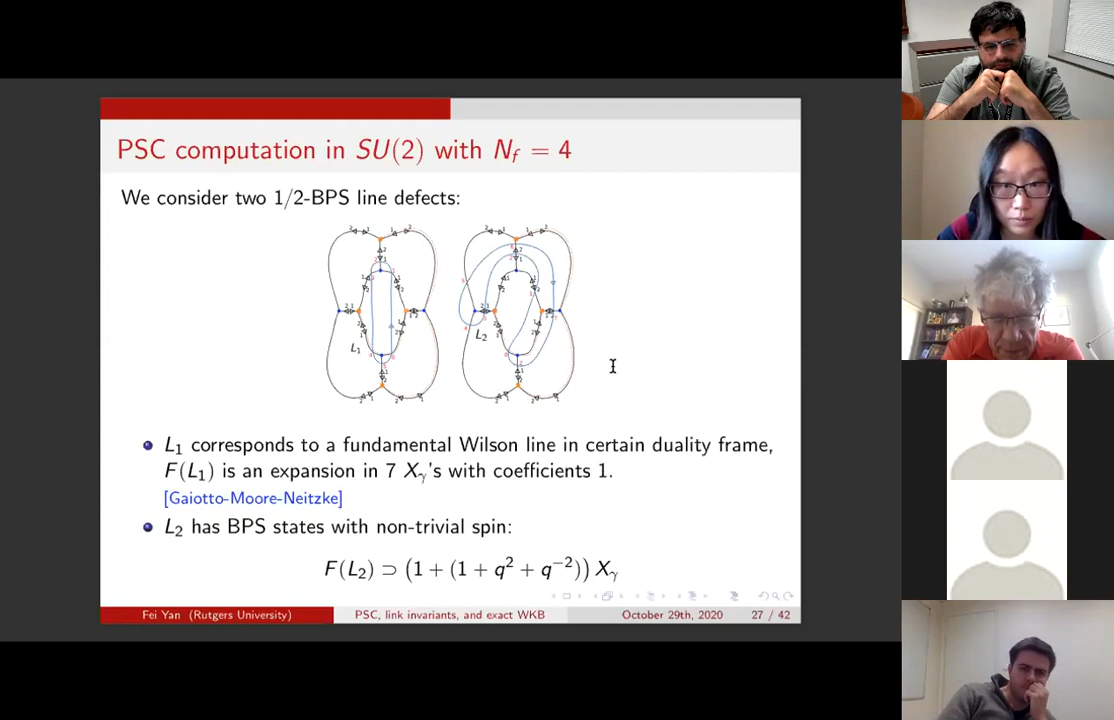 PSC computation in SU(2) with N_f = 4
We consider two 1/2-BPS line defects:
L_1
L_2
L_1 corresponds to a fundamental Wilson line in certain duality frame,
F(L_1) is an expansion in 7 X_γ's with coefficients 1.
[Gaiotto-Moore-Neitzke]
L_2 has BPS states with non-trivial spin:
F(L_2) ⊃ (1 + (1 + q^2 + q^{-2})) X_γ
Fei Yan (Rutgers University) PSC, link invariants, and exact WKB October 29th, 2020 27 / 42